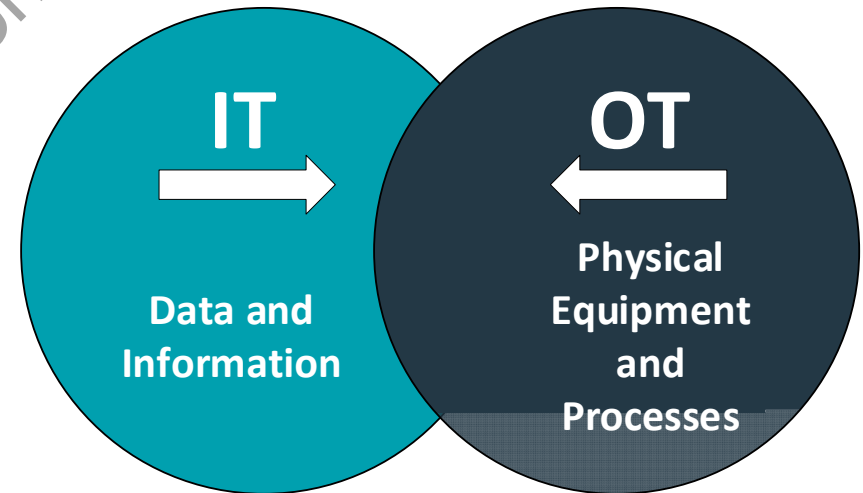 IT
Data and
Information
OT
Physical
Equipment
and
Processes